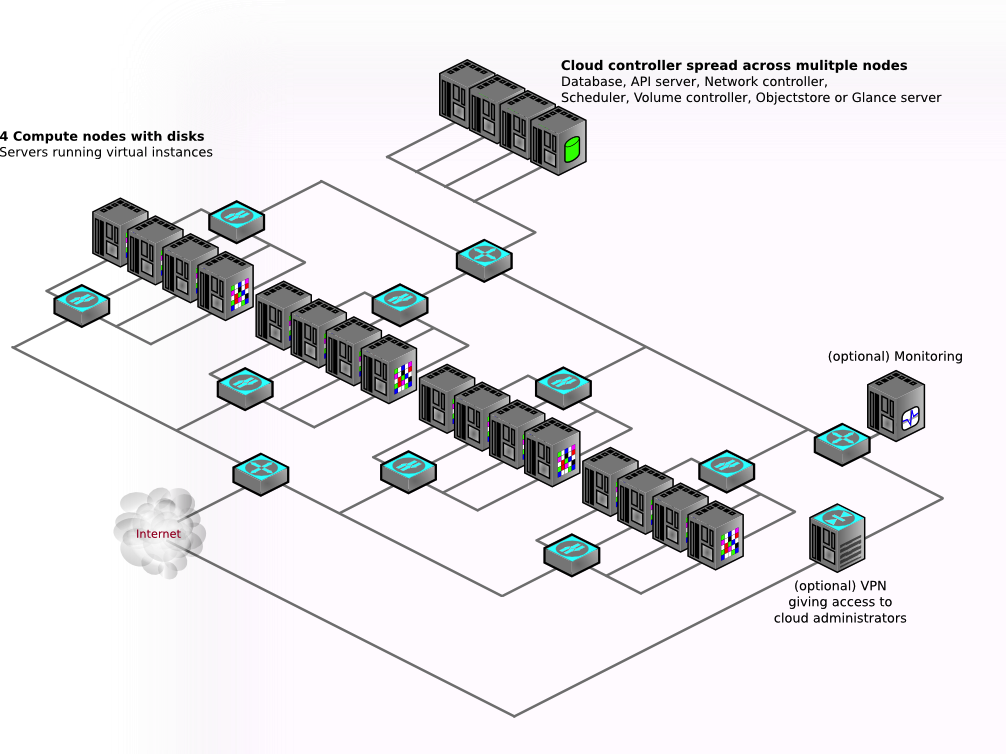 Cloud controller spread across mulitple nodes
Database, API server, Network controller,
Scheduler, Volume controller, Objectstore or Glance server
4 Compute nodes with disks
Servers running virtual instances
(optional) Monitoring
Internet
(optional) VPN
giving access to
cloud administrators